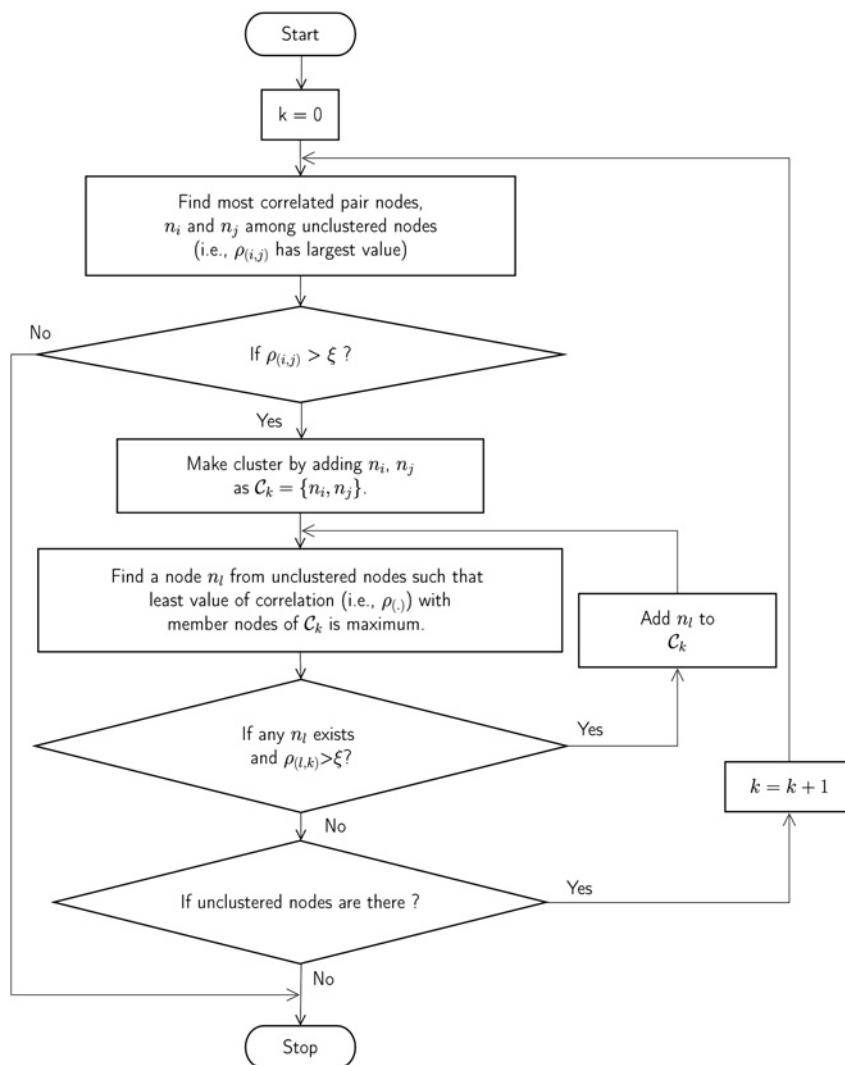 Start
k = 0
Find most correlated pair nodes,
n_i and n_j among unclustered nodes
(i.e., ρ_(i,j) has largest value)
No
If ρ_(i,j) > ξ ?
Yes
Make cluster by adding n_i, n_j
as 𝒞_k = {n_i, n_j}.
Find a node n_l from unclustered nodes such that
least value of correlation (i.e., ρ_(.)) with
member nodes of 𝒞_k is maximum.
Add n_l to
𝒞_k
If any n_l exists
and ρ_(l,k)>ξ?
Yes
k = k + 1
No
If unclustered nodes are there ?
Yes
No
Stop